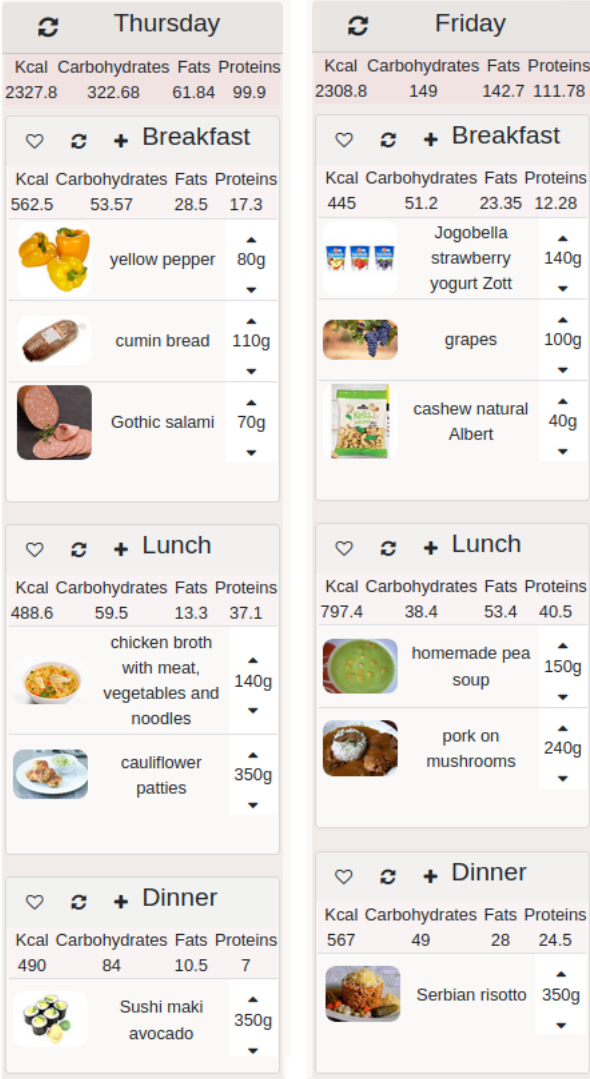 Thursday
Kcal Carbohydrates Fats Proteins
2327.8 322.68 61.84 99.9
Breakfast
Kcal Carbohydrates Fats Proteins
562.5 53.57 28.5 17.3
yellow pepper 80g
cumin bread 110g
Gothic salami 70g
Lunch
Kcal Carbohydrates Fats Proteins
488.6 59.5 13.3 37.1
chicken broth
with meat,
vegetables and
noodles
140g
cauliflower
patties
350g
Dinner
Kcal Carbohydrates Fats Proteins
490 84 10.5 7
Sushi maki
avocado
350g
Friday
Kcal Carbohydrates Fats Proteins
2308.8 149 142.7 111.78
Breakfast
Kcal Carbohydrates Fats Proteins
445 51.2 23.35 12.28
Jogobella
strawberry
yogurt Zott
140g
grapes 100g
cashew natural
Albert
40g
Lunch
Kcal Carbohydrates Fats Proteins
797.4 38.4 53.4 40.5
homemade pea
soup
150g
pork on
mushrooms
240g
Dinner
Kcal Carbohydrates Fats Proteins
567 49 28 24.5
Serbian risotto 350g